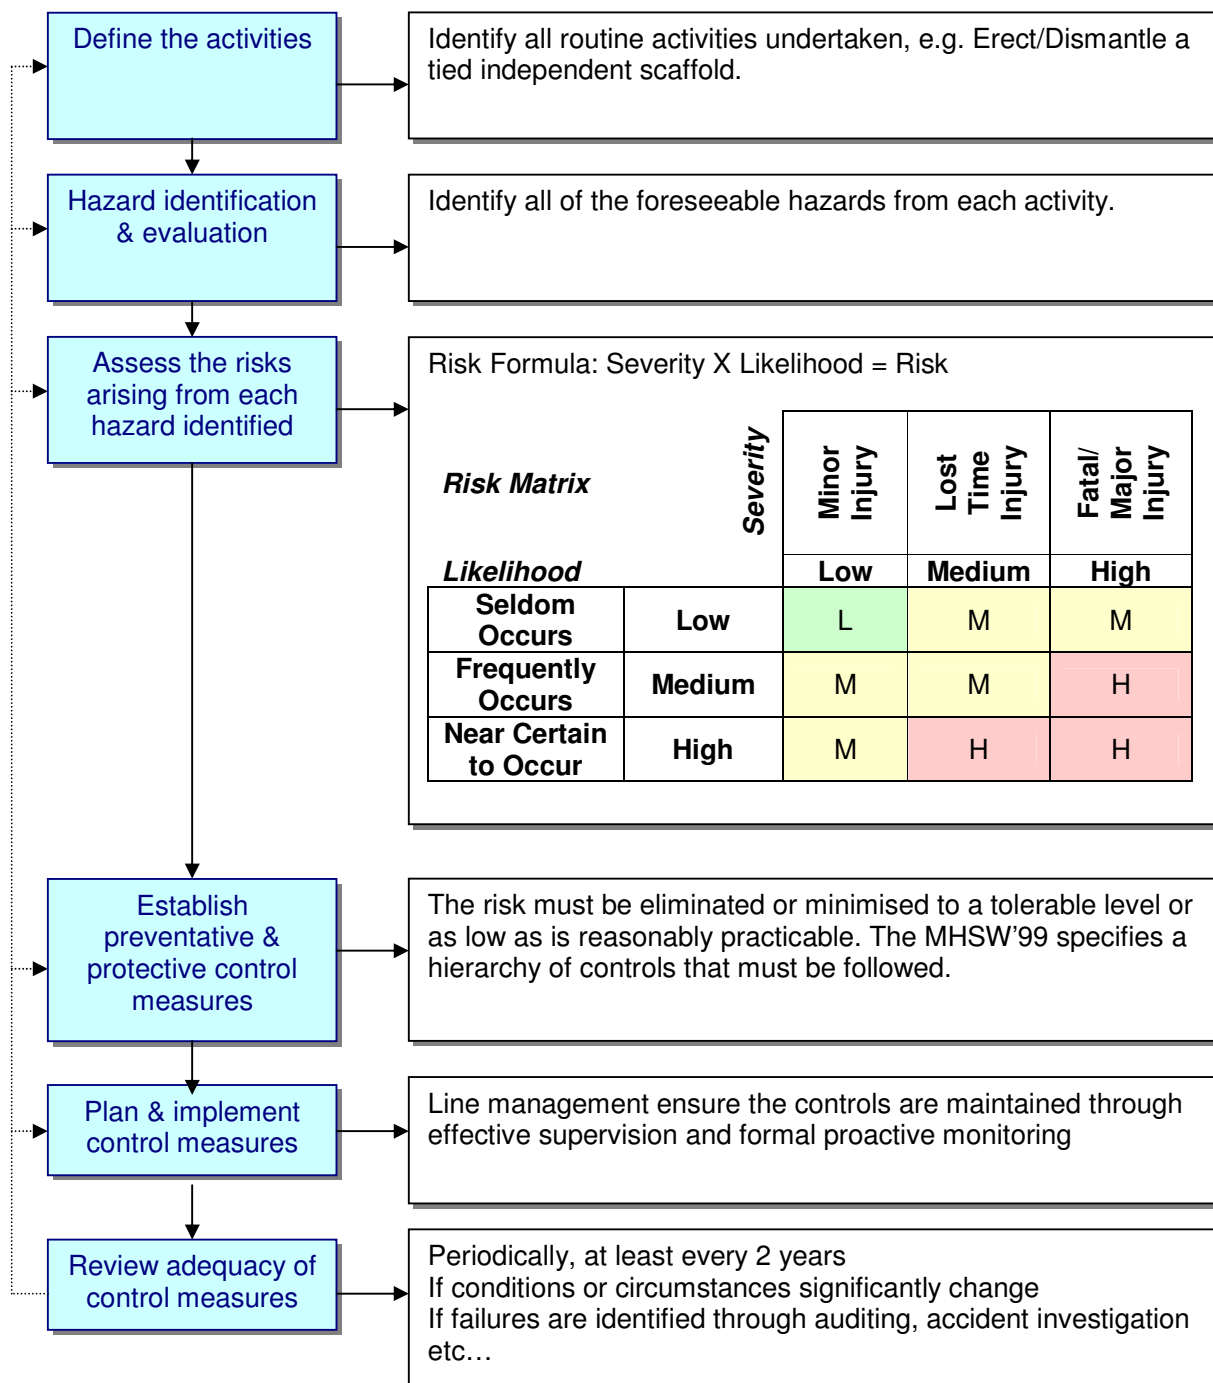 Define the activities
Identify all routine activities undertaken, e.g. Erect/Dismantle a
tied independent scaffold.
Hazard identification
& evaluation
Identify all of the foreseeable hazards from each activity.
Assess the risks
arising from each
hazard identified
Risk Formula: Severity X Likelihood = Risk
Risk Matrix
Severity
Minor
Injury
Lost
Time
Injury
Fatal/
Major
Injury
Likelihood
Low Medium High
Seldom
Occurs
Low L M M
Frequently
Occurs
Medium M M H
Near Certain
to Occur
High M H H
Establish
preventative &
protective control
measures
The risk must be eliminated or minimised to a tolerable level or
as low as is reasonably practicable. The MHSW’99 specifies a
hierarchy of controls that must be followed.
Plan & implement
control measures
Line management ensure the controls are maintained through
effective supervision and formal proactive monitoring
Review adequacy of
control measures
Periodically, at least every 2 years
If conditions or circumstances significantly change
If failures are identified through auditing, accident investigation
etc…